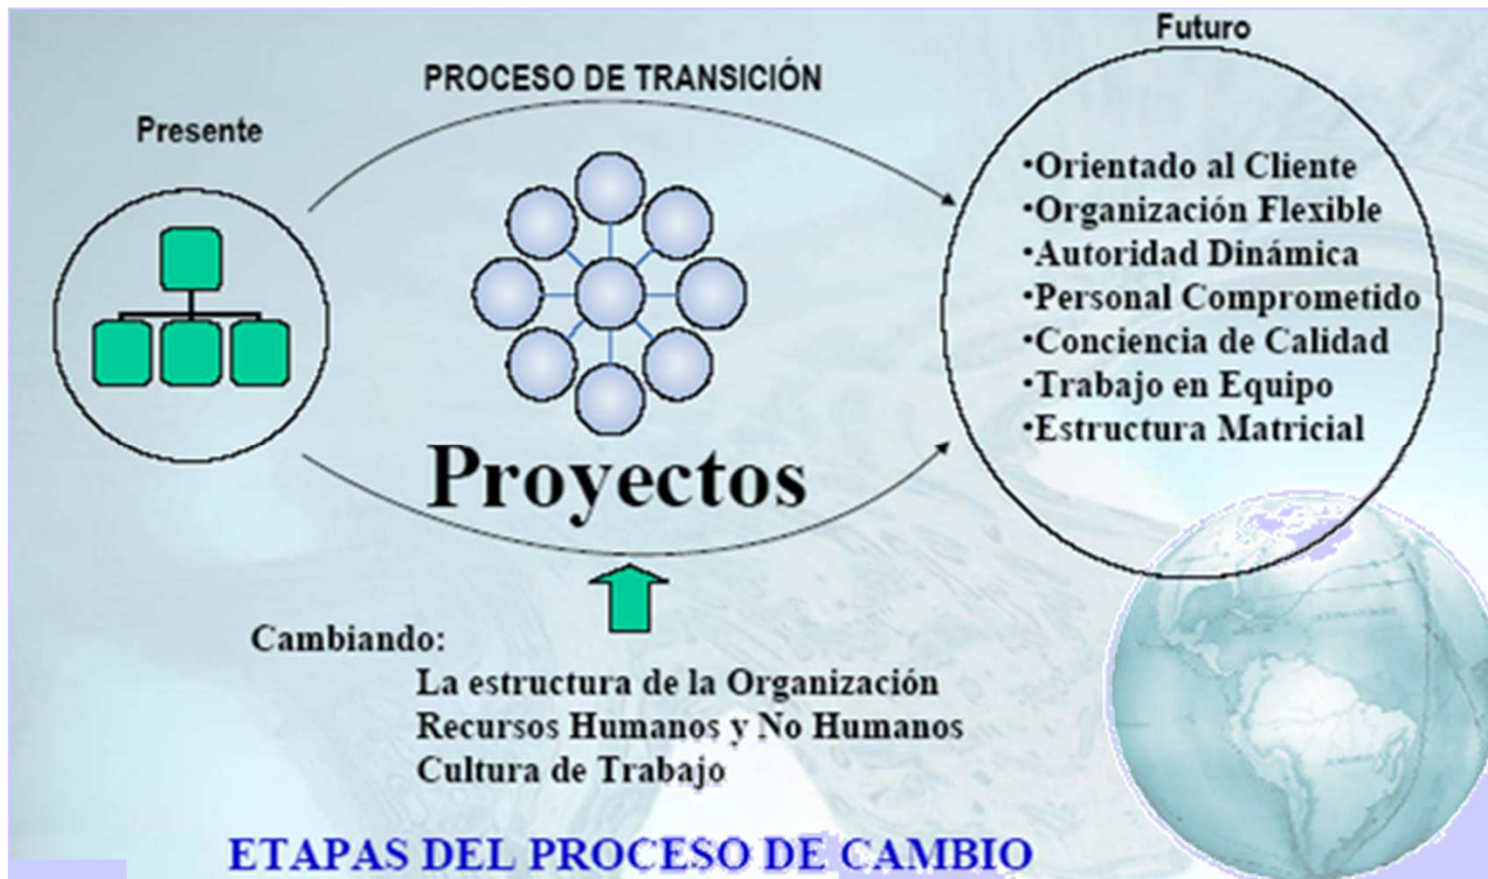 Futuro
PROCESO DE TRANSICIÓN
Presente
•Orientado al Cliente
•Organización Flexible
•Autoridad Dinámica
•Personal Comprometido
•Conciencia de Calidad
•Trabajo en Equipo
•Estructura Matricial
Proyectos
Cambiando:
La estructura de la Organización
Recursos Humanos y No Humanos
Cultura de Trabajo
ETAPAS DEL PROCESO DE CAMBIO